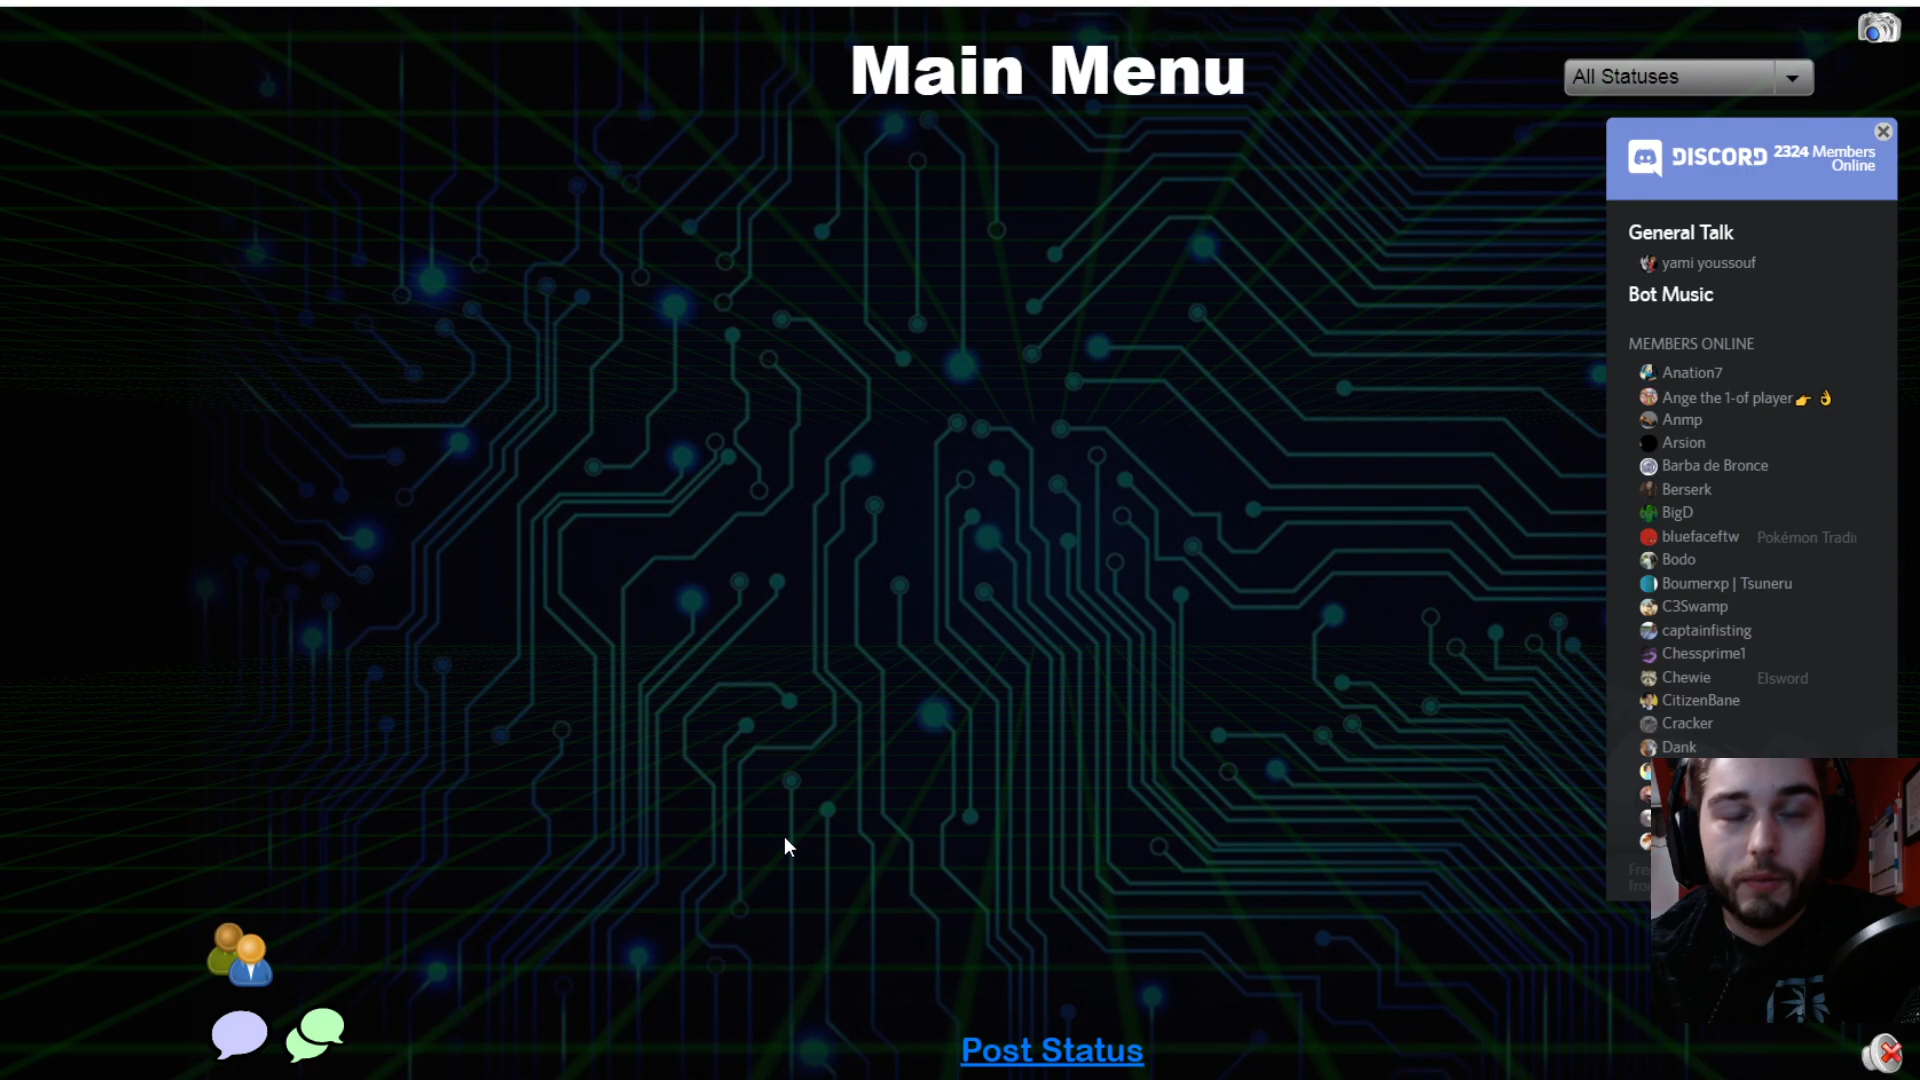 Main Menu
All Statuses
DISCORD 2324 Members
Online
General Talk
yami youssouf
Bot Music
MEMBERS ONLINE
Anation7
Ange the 1-of player👉 👌
Anmp
Arsion
Barba de Bronce
Berserk
BigD
bluefaceftw Pokémon Tradi
Bodo
Boumerxp | Tsuneru
C3Swamp
captainfisting
Chessprime1
Chewie Elsword
CitizenBane
Cracker
Dank
Post Status